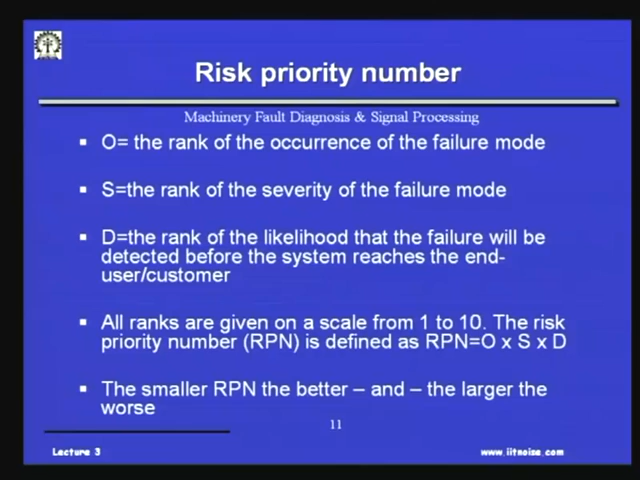 Risk priority number
Machinery Fault Diagnosis & Signal Processing
▪ O= the rank of the occurrence of the failure mode
▪ S=the rank of the severity of the failure mode
▪ D=the rank of the likelihood that the failure will be
detected before the system reaches the end-
user/customer
▪ All ranks are given on a scale from 1 to 10. The risk
priority number (RPN) is defined as RPN=O x S x D
▪ The smaller RPN the better – and – the larger the
worse
11
Lecture 3
www.iitnoise.com